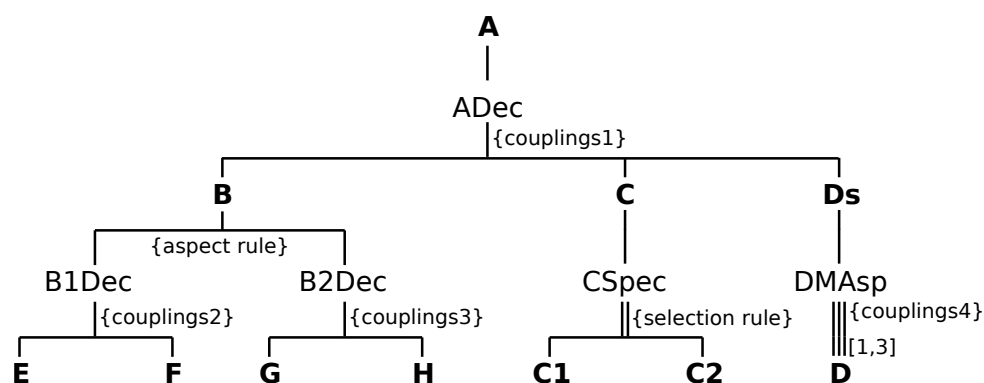 A
ADec
{couplings1}
B C Ds
{aspect rule}
B1Dec B2Dec CSpec DMAsp
{couplings2} {couplings3} {selection rule} {couplings4}
[1,3]
E F G H C1 C2 D